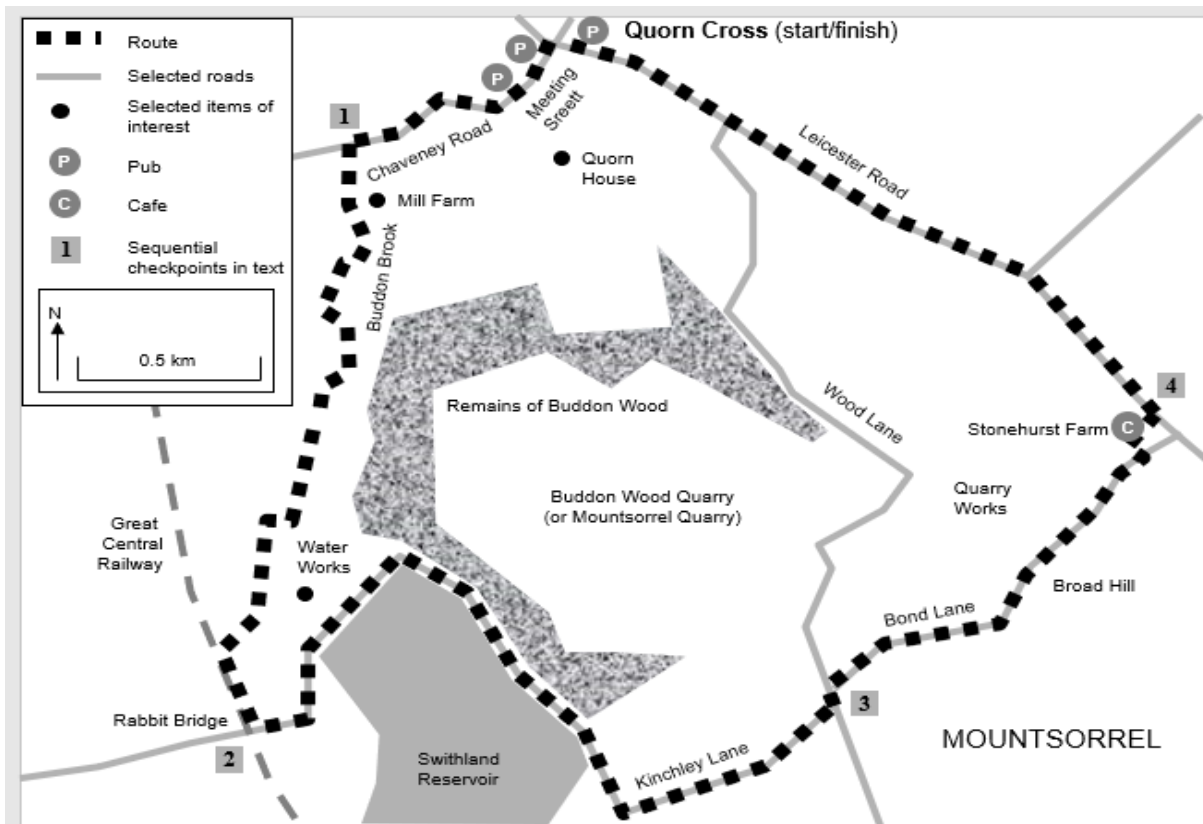 Route
Selected roads
Selected items of
interest
P
Pub
C
Cafe
1
Sequential
checkpoints in text
N
0.5 km
P
Quorn Cross (start/finish)
P
P
Meeting
Sreett
1
Chaveney Road
Quorn
House
Leicester Road
Mill Farm
Buddon Brook
4
Remains of Buddon Wood
Wood Lane
Stonehurst Farm
C
Buddon Wood Quarry
(or Mountsorrel Quarry)
Quarry
Works
Great
Central
Railway
Water
Works
Broad Hill
Bond Lane
3
Rabbit Bridge
2
MOUNTSORREL
Swithland
Reservoir
Kinchley Lane